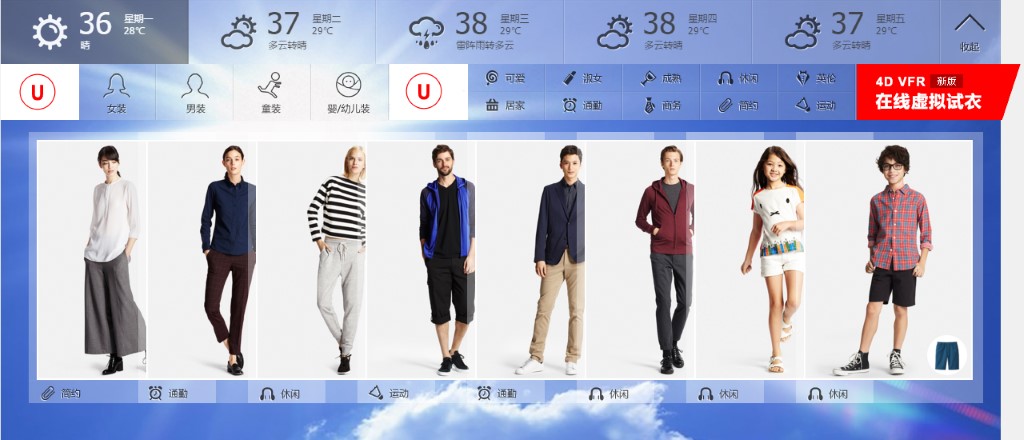 36 星期一
28℃
晴
37 星期二
29℃
多云转晴
38 星期三
29℃
雷阵雨转多云
38 星期四
29℃
多云转晴
37 星期五
29℃
多云转晴
收起
U
女装
男装
童装
婴/幼儿装
U
可爱
淑女
成熟
休闲
英伦
居家
通勤
商务
简约
运动
4D VFR 新版
在线虚拟试衣
简约
通勤
休闲
运动
通勤
休闲
休闲
休闲